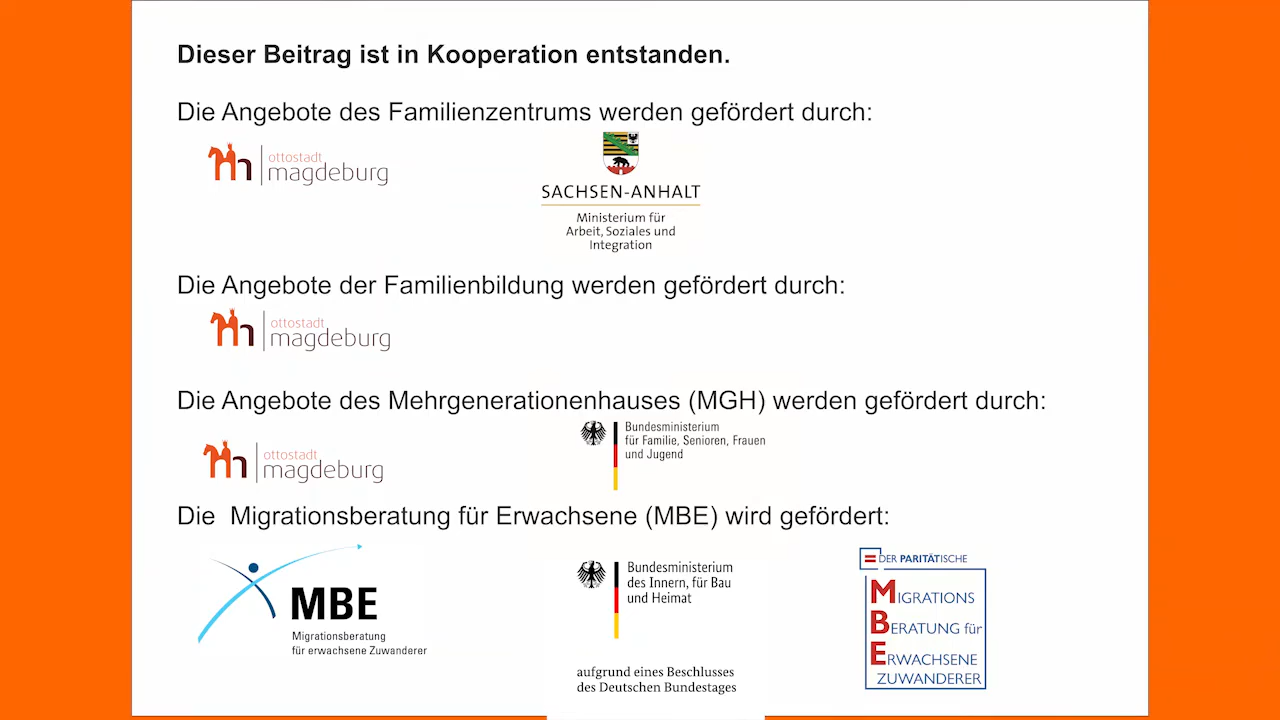 Dieser Beitrag ist in Kooperation entstanden.
Die Angebote des Familienzentrums werden gefördert durch:
ottostadt
magdeburg
SACHSEN-ANHALT
Ministerium für
Arbeit, Soziales und
Integration
Die Angebote der Familienbildung werden gefördert durch:
ottostadt
magdeburg
Die Angebote des Mehrgenerationenhauses (MGH) werden gefördert durch:
ottostadt
magdeburg
Bundesministerium
für Familie, Senioren, Frauen
und Jugend
Die Migrationsberatung für Erwachsene (MBE) wird gefördert:
MBE
Migrationsberatung
für erwachsene Zuwanderer
Bundesministerium
des Innern, für Bau
und Heimat
aufgrund eines Beschlusses
des Deutschen Bundestages
DER PARITÄTISCHE
MIGRATIONS
BERATUNG für
ERWACHSENE
ZUWANDERER